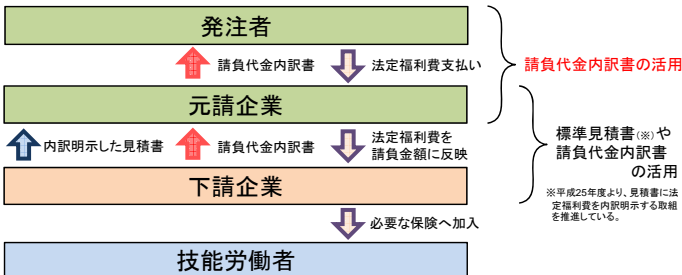 発注者
請負代金内訳書
法定福利費支払い
請負代金内訳書の活用
元請企業
内訳明示した見積書
請負代金内訳書
法定福利費を
請負金額に反映
標準見積書(※)や
請負代金内訳書
の活用
※平成25年度より、見積書に法
定福利費を内訳明示する取組
を推進している。
下請企業
必要な保険へ加入
技能労働者